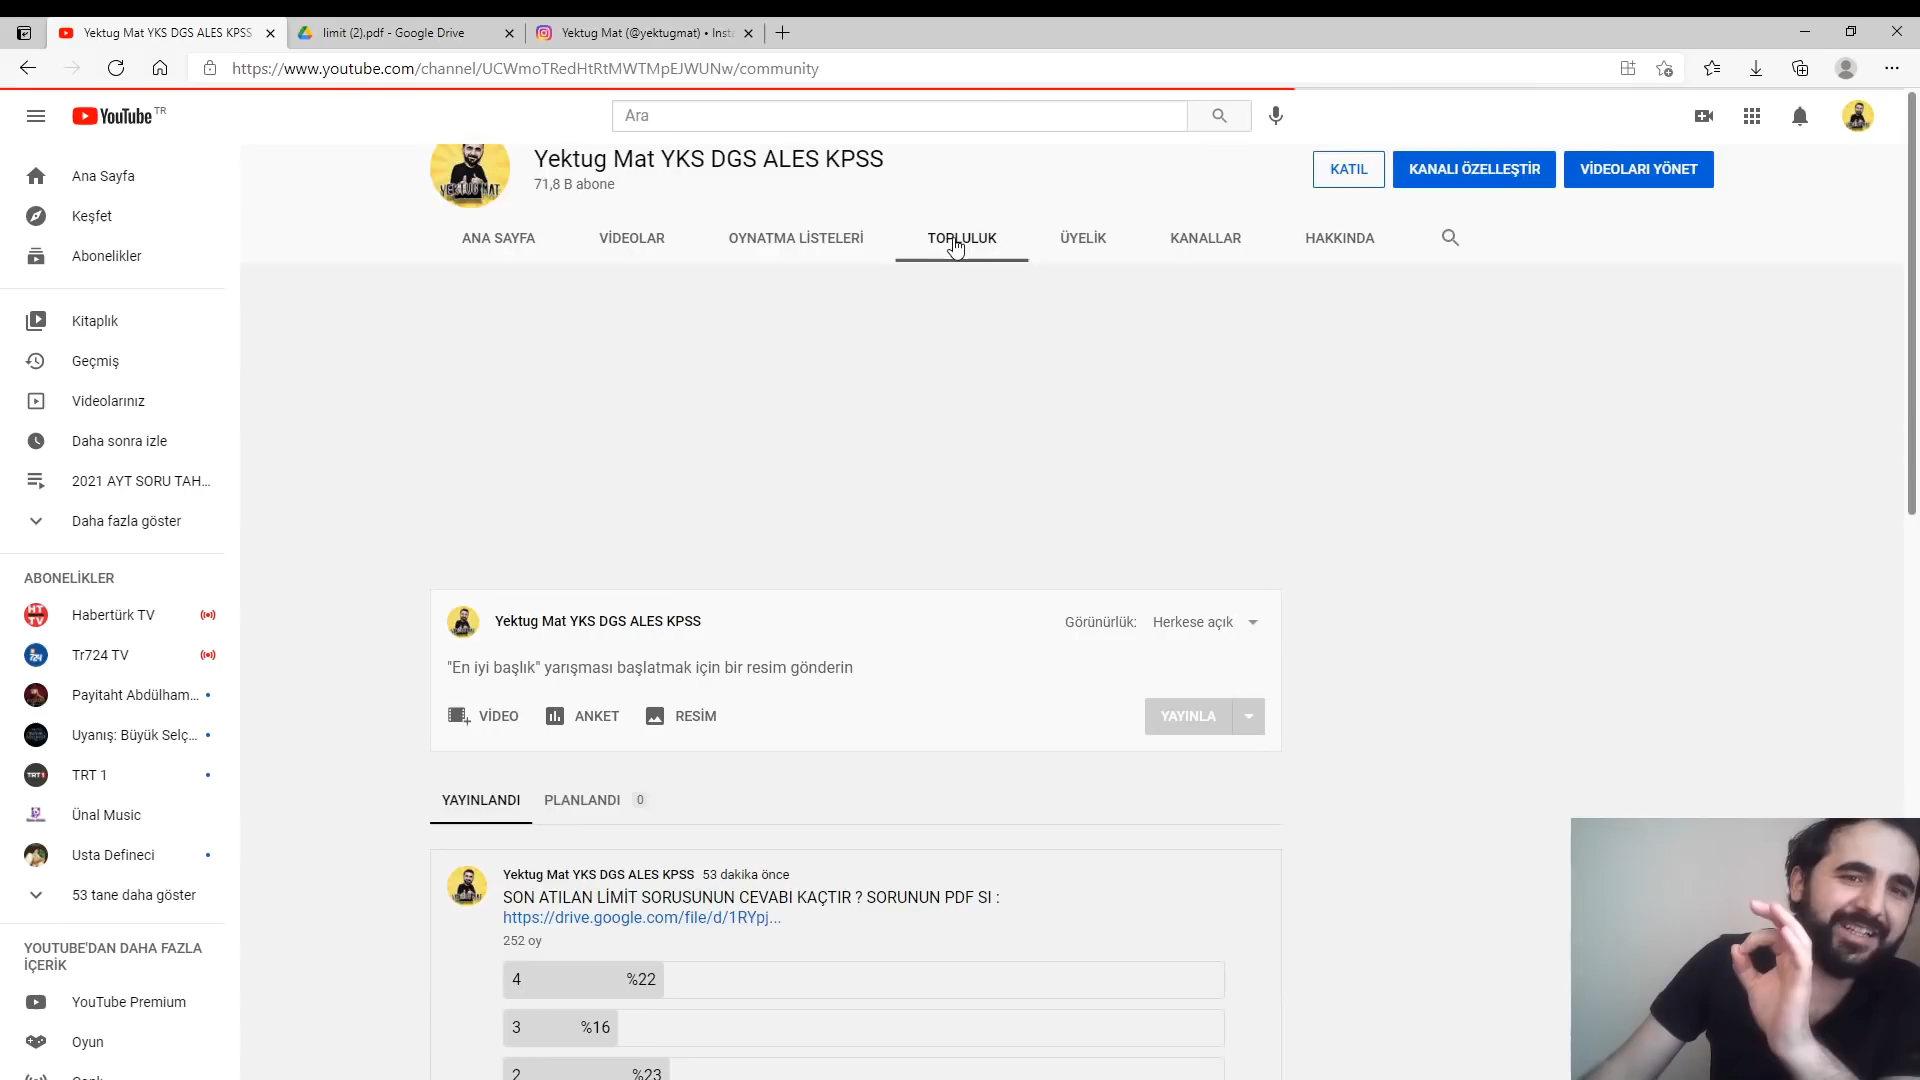 Yektug Mat YKS DGS ALES KPSS
limit (2).pdf - Google Drive
Yektug Mat (@yektugmat) • Inst
https://www.youtube.com/channel/UCWmoTRedHtRtMWTMpEJWUNw/community
YouTube TR
Ara
Yektug Mat YKS DGS ALES KPSS
71,8 B abone
KATIL
KANALI ÖZELLEŞTİR
VİDEOLARI YÖNET
ANA SAYFA
VİDEOLAR
OYNATMA LİSTELERİ
TOPLULUK
ÜYELİK
KANALLAR
HAKKINDA
Ana Sayfa
Keşfet
Abonelikler
Kitaplık
Geçmiş
Videolarınız
Daha sonra izle
2021 AYT SORU TAH...
Daha fazla göster
ABONELİKLER
Habertürk TV
Tr724 TV
Payitaht Abdülham...
Uyanış: Büyük Selç...
TRT 1
Ünal Music
Usta Defineci
53 tane daha göster
YOUTUBE'DAN DAHA FAZLA
İÇERİK
YouTube Premium
Oyun
Yektug Mat YKS DGS ALES KPSS
Görünürlük: Herkese açık
"En iyi başlık" yarışması başlatmak için bir resim gönderin
VİDEO
ANKET
RESİM
YAYINLA
YAYINLANDI
PLANLANDI 0
Yektug Mat YKS DGS ALES KPSS 53 dakika önce
SON ATILAN LİMİT SORUSUNUN CEVABI KAÇTIR ? SORUNUN PDF SI :
https://drive.google.com/file/d/1RYpj...
252 oy
4 %22
3 %16
2 %23